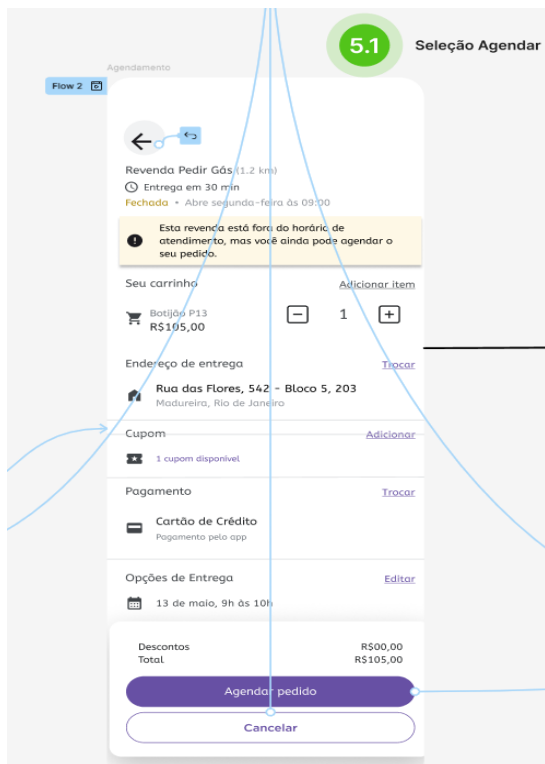 5.1 Seleção Agendar
Agendamento
Flow 2
Revenda Pedir Gás (1.2 km)
Entrega em 30 min
Fechada • Abre segunda-feira às 09:00
Esta revenda está fora do horário de
atendimento, mas você ainda pode agendar o
seu pedido.
Seu carrinho Adicionar item
Botijão P13
R$105,00
1
Endereço de entrega Trocar
Rua das Flores, 542 - Bloco 5, 203
Madureira, Rio de Janeiro
Cupom Adicionar
1 cupom disponível
Pagamento Trocar
Cartão de Crédito
Pagamento pelo app
Opções de Entrega Editar
13 de maio, 9h às 10h
Descontos R$00,00
Total R$105,00
Agendar pedido
Cancelar